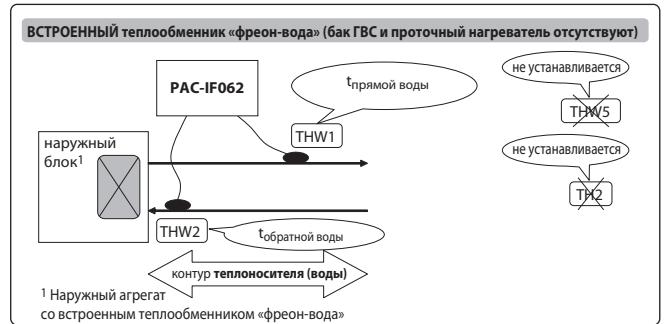 ВСТРОЕННЫЙ теплообменник «фреон-вода» (бак ГВС и проточный нагреватель отсутствуют)
PAC-IF062
tпрямой воды
не устанавливается
THW5
THW1
наружный
блок1
не устанавливается
TH2
THW2
tобратной воды
контур теплоносителя (воды)
1 Наружный агрегат
со встроенным теплообменником «фреон-вода»